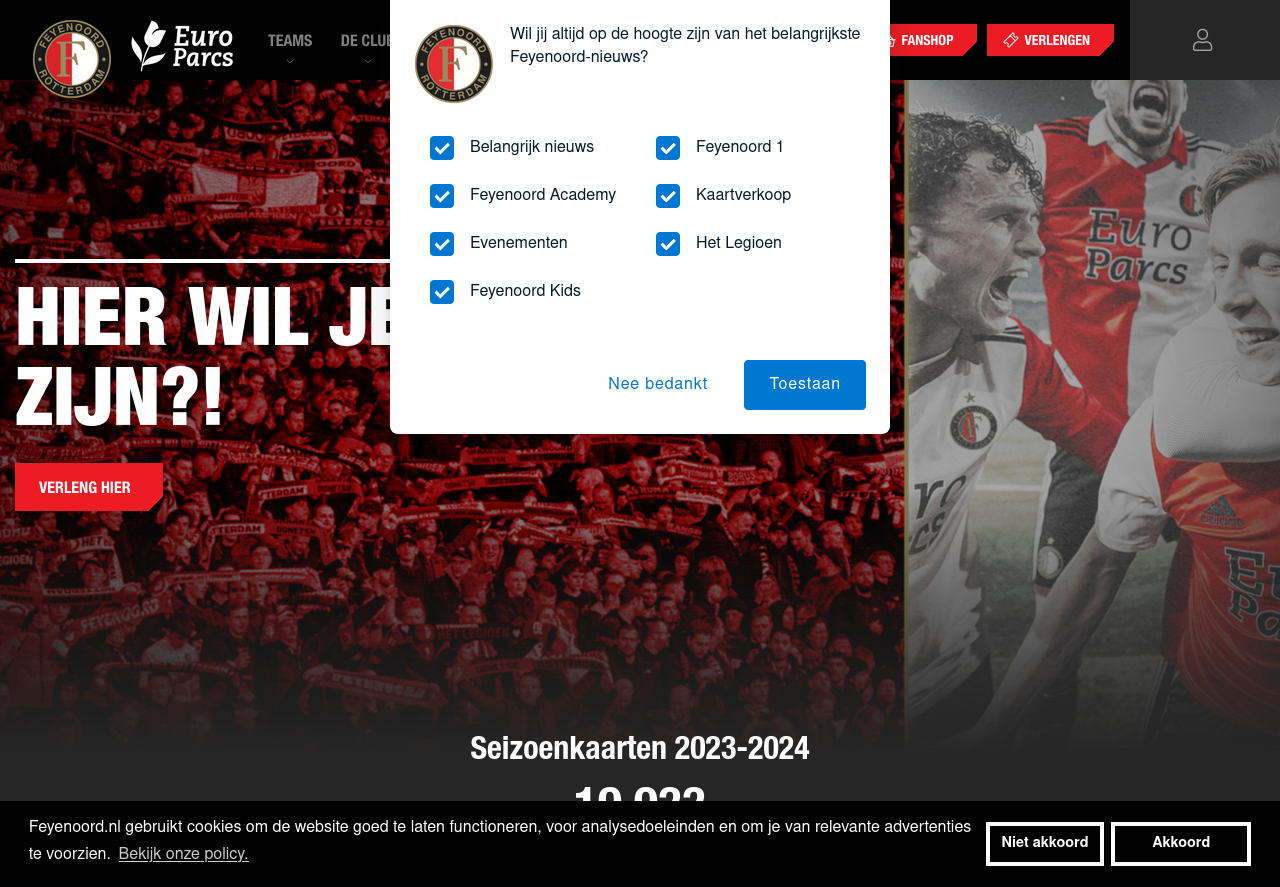 FEYENOORD
ROTTERDAM
Euro
Parcs
TEAMS
DE CLUB
FANSHOP
VERLENGEN
FEYENOORD
ROTTERDAM
Wil jij altijd op de hoogte zijn van het belangrijkste
Feyenoord-nieuws?
Belangrijk nieuws
Feyenoord 1
Feyenoord Academy
Kaartverkoop
Evenementen
Het Legioen
Feyenoord Kids
Nee bedankt
Toestaan
HIER WIL JE
ZIJN?!
VERLENG HIER
Euro
Parcs
Seizoenkaarten 2023-2024
Feyenoord.nl gebruikt cookies om de website goed te laten functioneren, voor analysedoeleinden en om je van relevante advertenties
te voorzien. Bekijk onze policy.
Niet akkoord
Akkoord